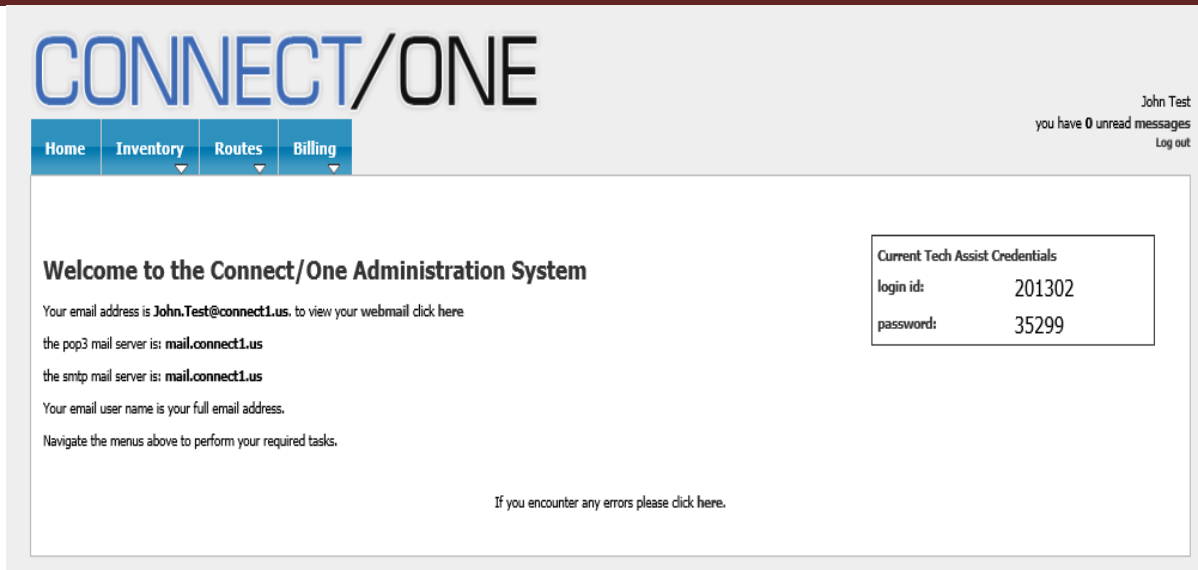 CONNECT/ONE
John Test
you have 0 unread messages
Log out
Home Inventory Routes Billing
Welcome to the Connect/One Administration System
Your email address is John.Test@connect1.us. to view your webmail click here
the pop3 mail server is: mail.connect1.us
the smtp mail server is: mail.connect1.us
Your email user name is your full email address.
Navigate the menus above to perform your required tasks.
Current Tech Assist Credentials
login id: 201302
password: 35299
If you encounter any errors please click here.